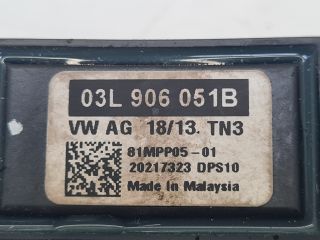 03L 906 051B
VW AG 18/13. TN3
81MPP05-01
20217323 DPS10
Made in Malaysia